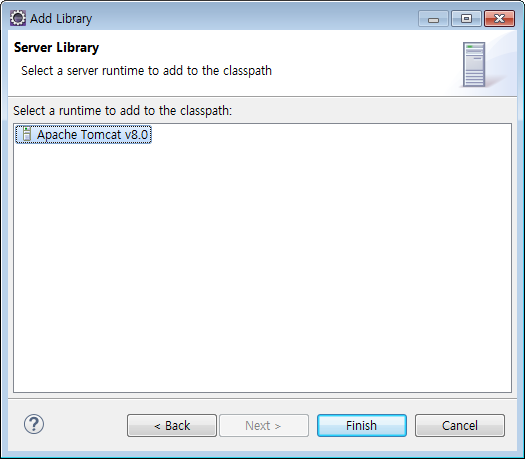 Add Library
Server Library
Select a server runtime to add to the classpath
Select a runtime to add to the classpath:
Apache Tomcat v8.0
?
< Back
Next >
Finish
Cancel